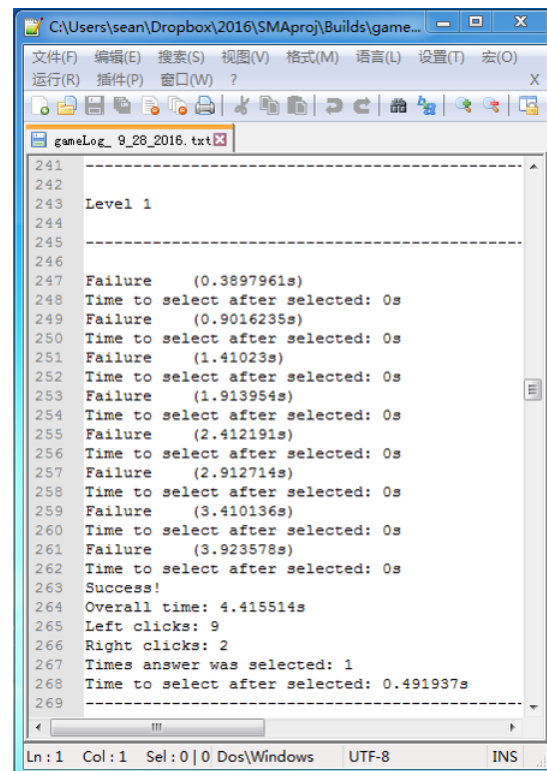 C:\Users\sean\Dropbox\2016\SMAproj\Builds\game...
文件(F) 编辑(E) 搜索(S) 视图(V) 格式(M) 语言(L) 设置(T) 宏(O)
运行(R) 插件(P) 窗口(W) ? X
gameLog_ 9_28_2016.txt
241 --------------------------------------------------
242
243 Level 1
244
245 --------------------------------------------------
246
247 Failure (0.3897961s)
248 Time to select after selected: 0s
249 Failure (0.9016235s)
250 Time to select after selected: 0s
251 Failure (1.41023s)
252 Time to select after selected: 0s
253 Failure (1.913954s)
254 Time to select after selected: 0s
255 Failure (2.412191s)
256 Time to select after selected: 0s
257 Failure (2.912714s)
258 Time to select after selected: 0s
259 Failure (3.410136s)
260 Time to select after selected: 0s
261 Failure (3.923578s)
262 Time to select after selected: 0s
263 Success!
264 Overall time: 4.415514s
265 Left clicks: 9
266 Right clicks: 2
267 Times answer was selected: 1
268 Time to select after selected: 0.491937s
269 --------------------------------------------------
Ln : 1 Col : 1 Sel : 0 | 0 Dos\Windows UTF-8 INS